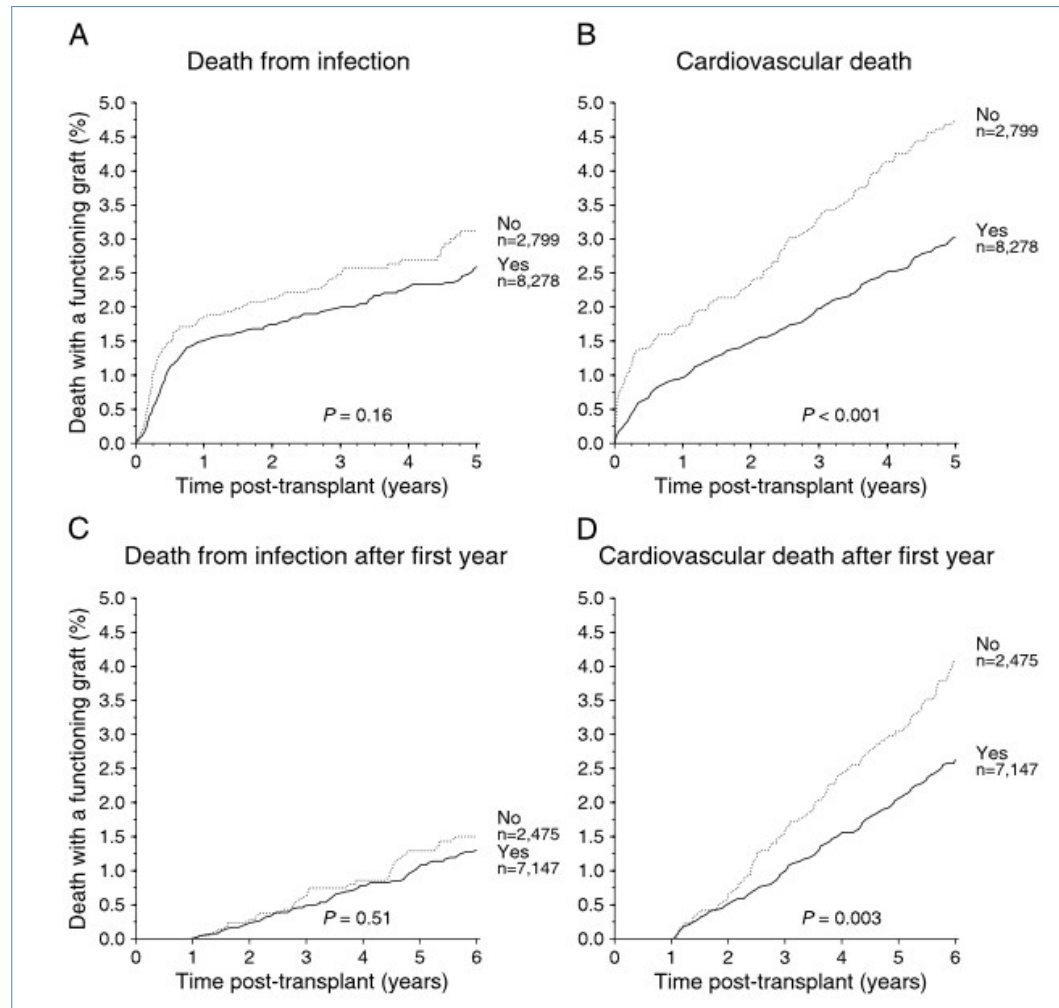 A
Death from infection
Death with a functioning graft (%)
5.0
4.5
4.0
3.5
3.0
2.5
2.0
1.5
1.0
0.5
0.0
No
n=2,799
Yes
n=8,278
P = 0.16
0 1 2 3 4 5
Time post-transplant (years)
B
Cardiovascular death
5.0
4.5
4.0
3.5
3.0
2.5
2.0
1.5
1.0
0.5
0.0
No
n=2,799
Yes
n=8,278
P < 0.001
0 1 2 3 4 5
Time post-transplant (years)
C
Death from infection after first year
Death with a functioning graft (%)
5.0
4.5
4.0
3.5
3.0
2.5
2.0
1.5
1.0
0.5
0.0
No
n=2,475
Yes
n=7,147
P = 0.51
0 1 2 3 4 5 6
Time post-transplant (years)
D
Cardiovascular death after first year
5.0
4.5
4.0
3.5
3.0
2.5
2.0
1.5
1.0
0.5
0.0
No
n=2,475
Yes
n=7,147
P = 0.003
0 1 2 3 4 5 6
Time post-transplant (years)